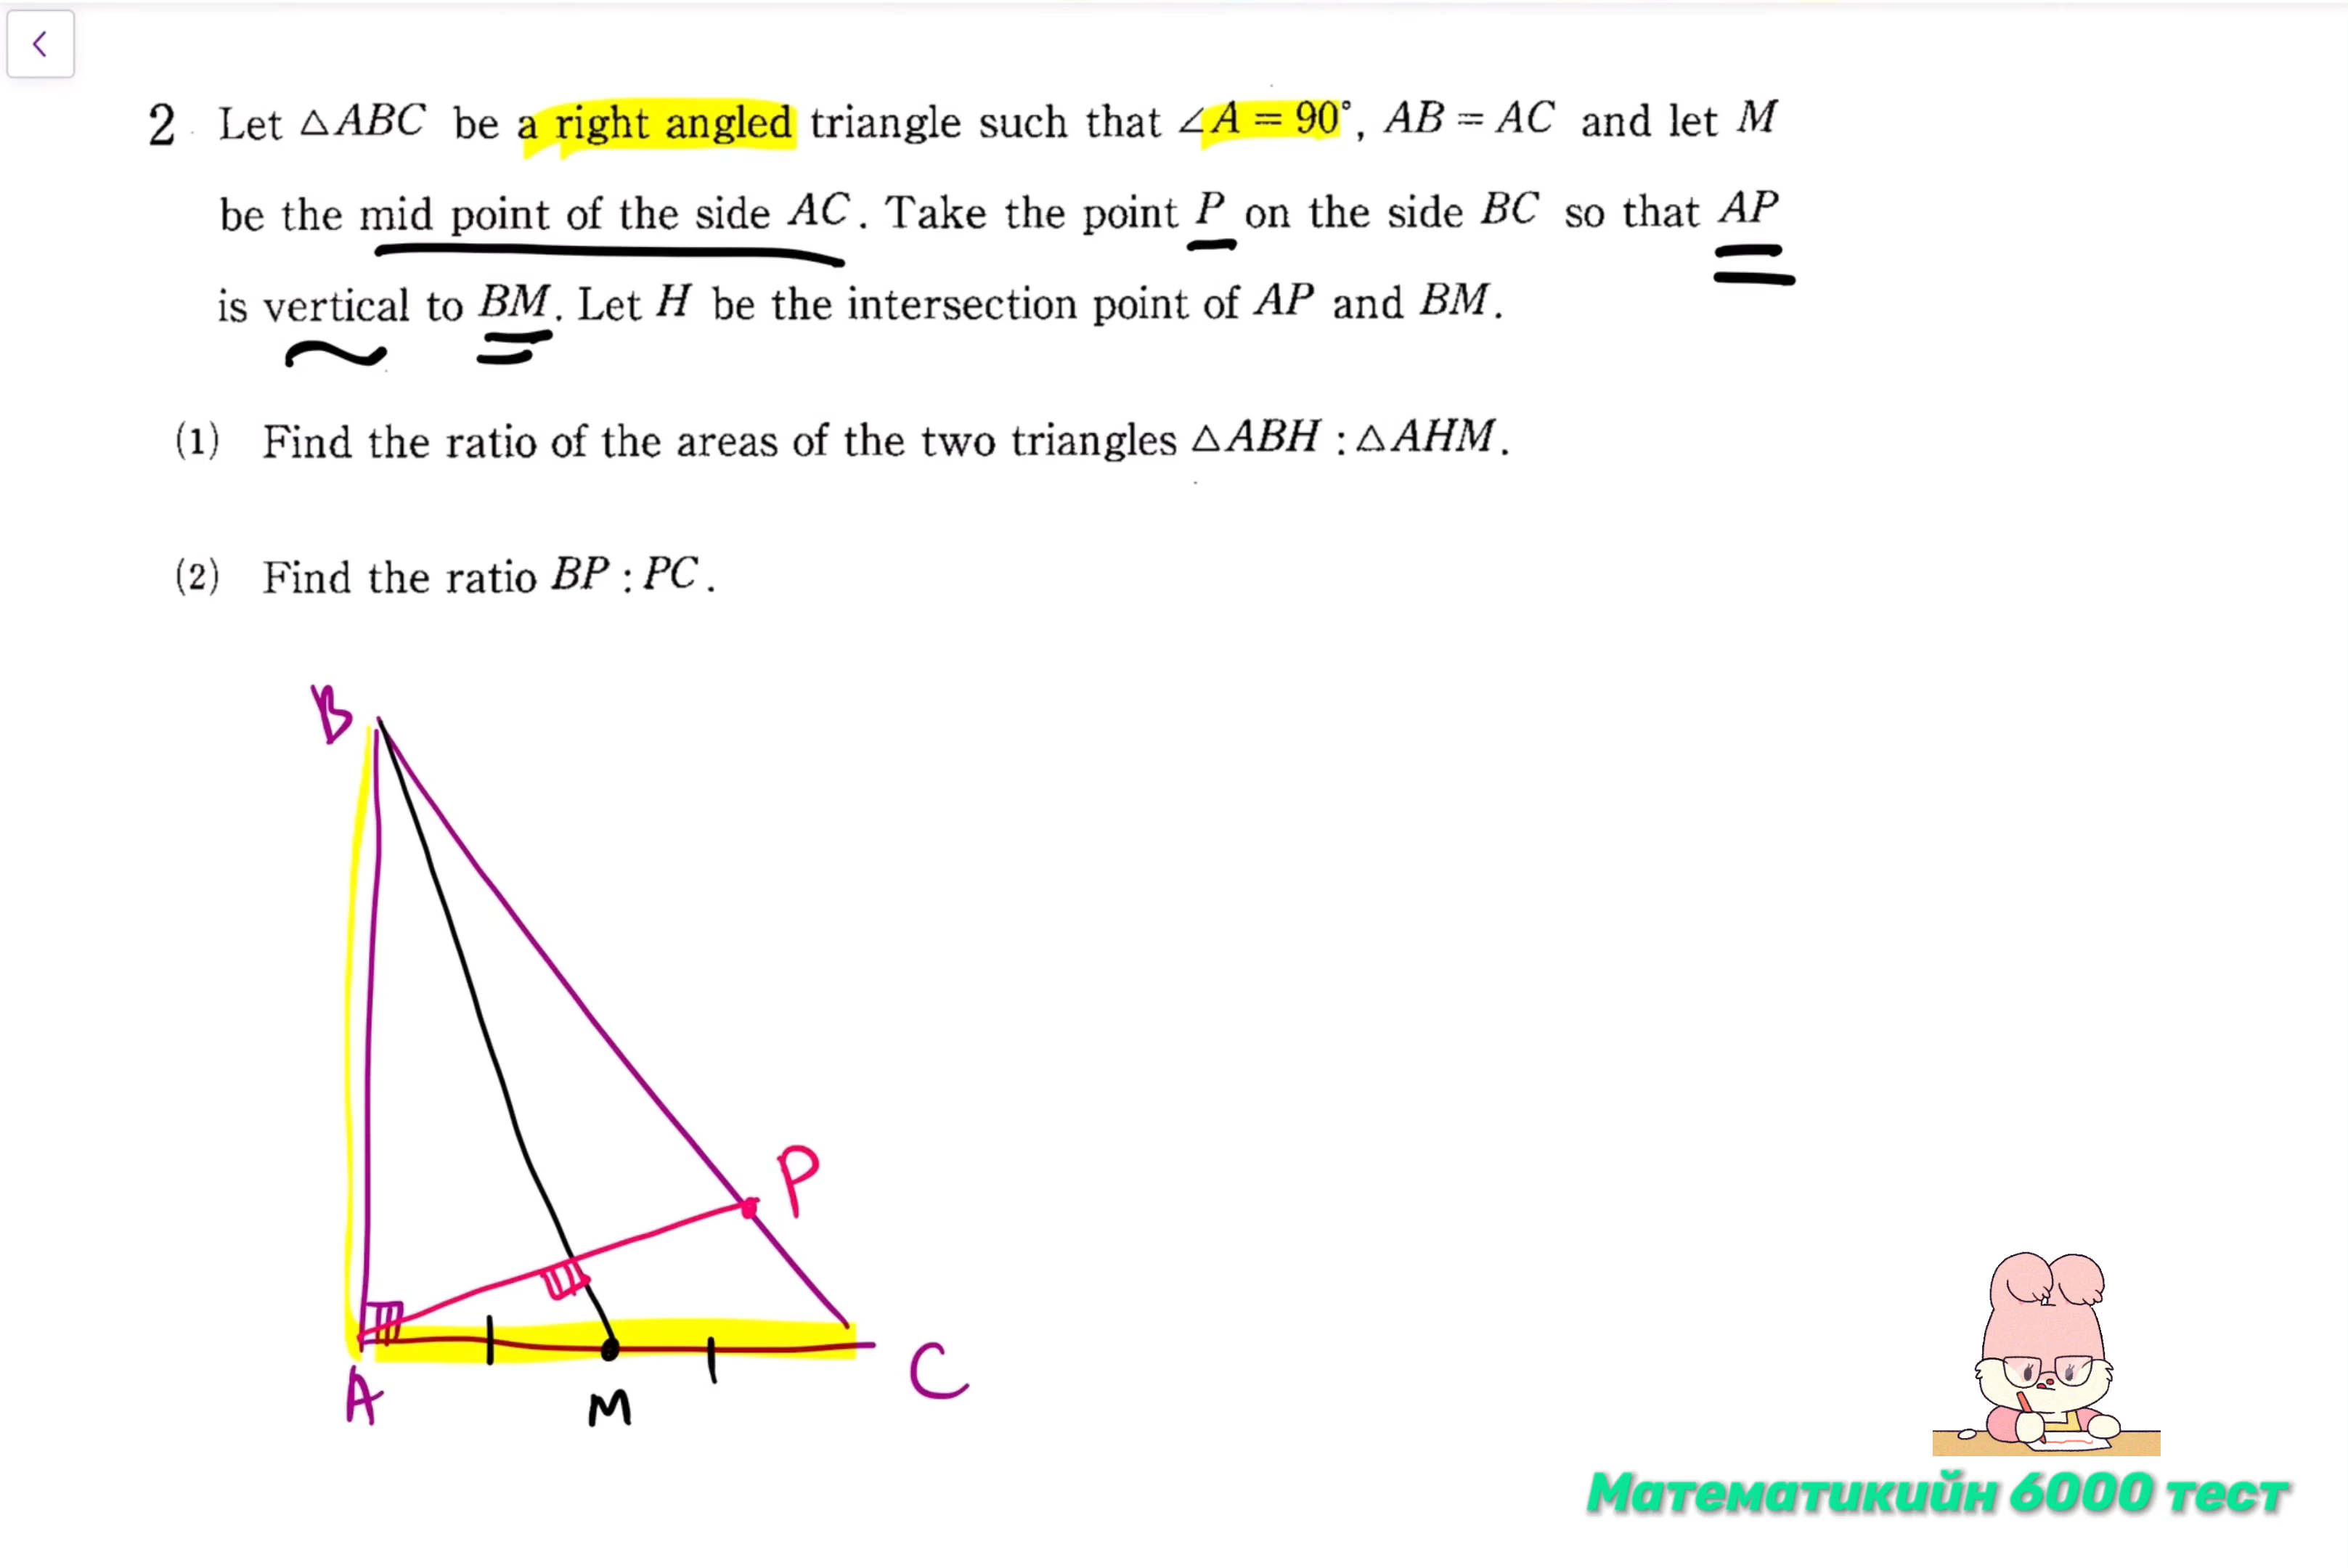 2 Let △ABC be a right angled triangle such that ∠A = 90°, AB = AC and let M
be the mid point of the side AC. Take the point P on the side BC so that AP
is vertical to BM. Let H be the intersection point of AP and BM.
(1) Find the ratio of the areas of the two triangles △ABH : △AHM.
(2) Find the ratio BP : PC.
B
P
A
M
C
Математикийн 6000 тест